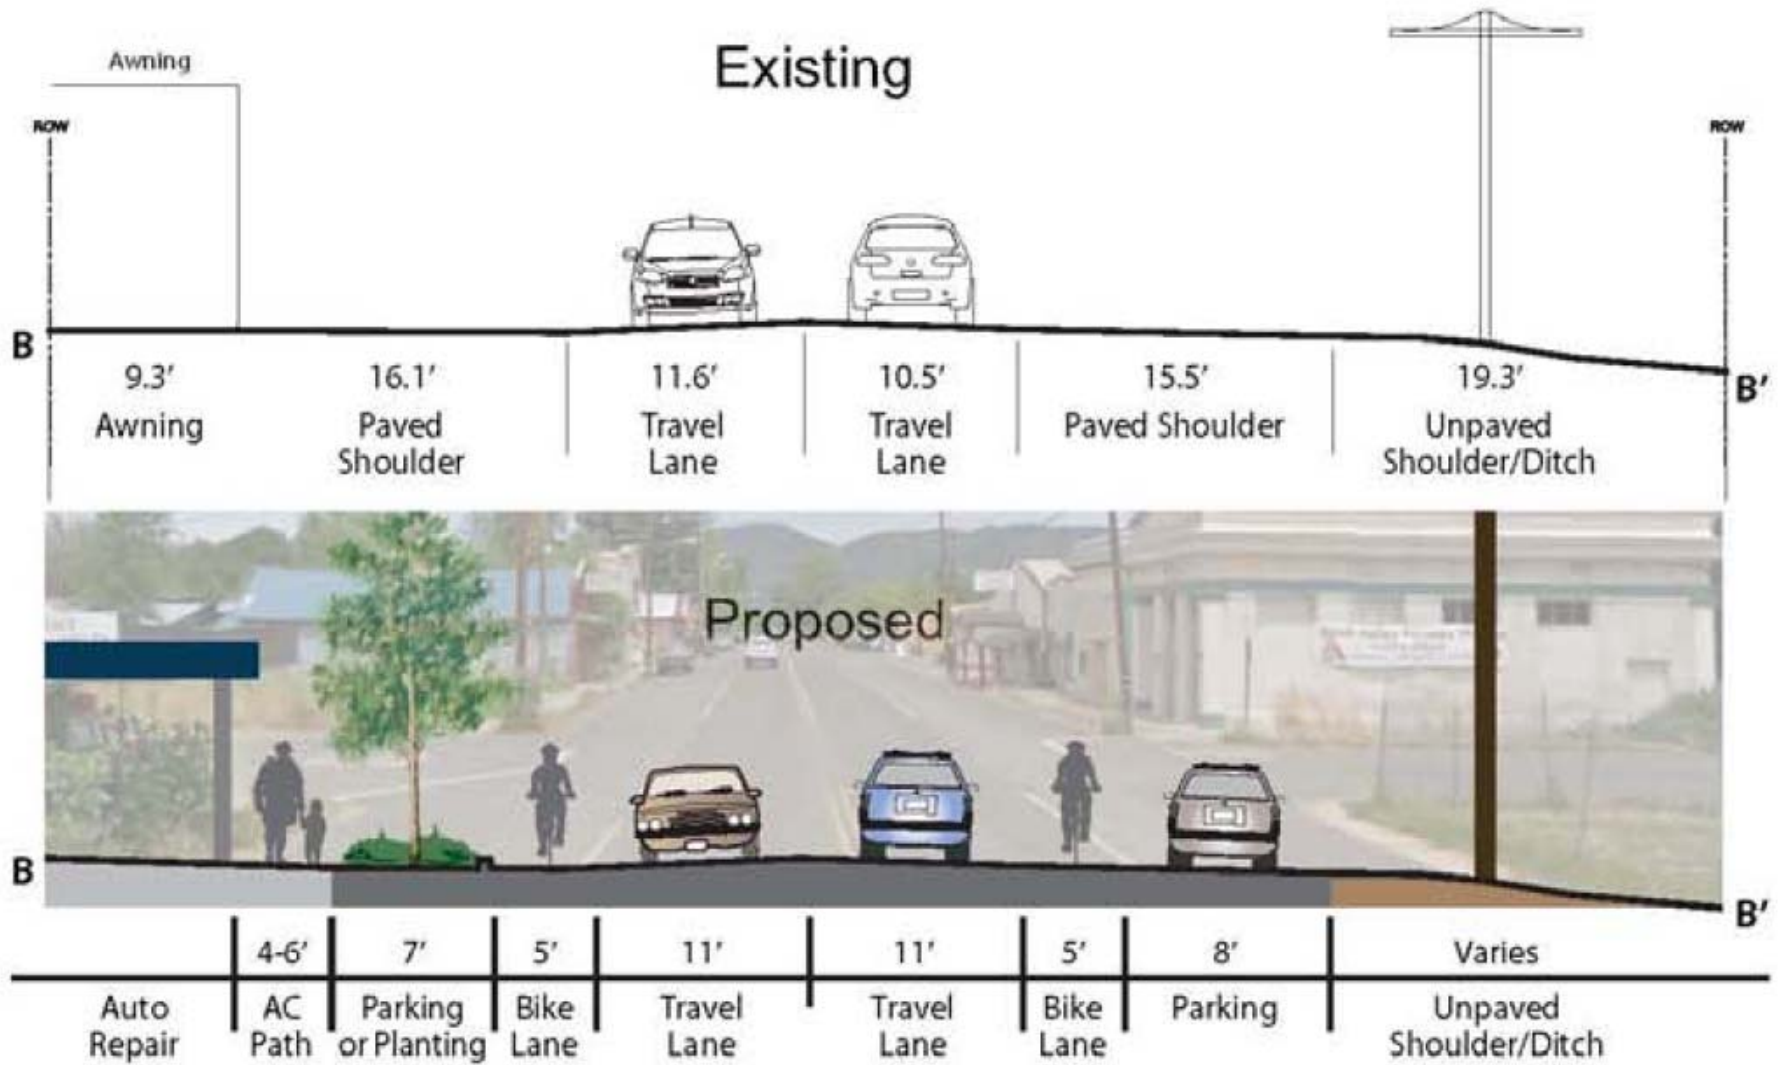 Awning
Existing
ROW
ROW
B
B'
9.3'
16.1'
11.6'
10.5'
15.5'
19.3'
Awning
Paved
Shoulder
Travel
Lane
Travel
Lane
Paved Shoulder
Unpaved
Shoulder/Ditch
Proposed
B
B'
4-6'
7'
5'
11'
11'
5'
8'
Varies
Auto
Repair
AC
Path
Parking
or Planting
Bike
Lane
Travel
Lane
Travel
Lane
Bike
Lane
Parking
Unpaved
Shoulder/Ditch